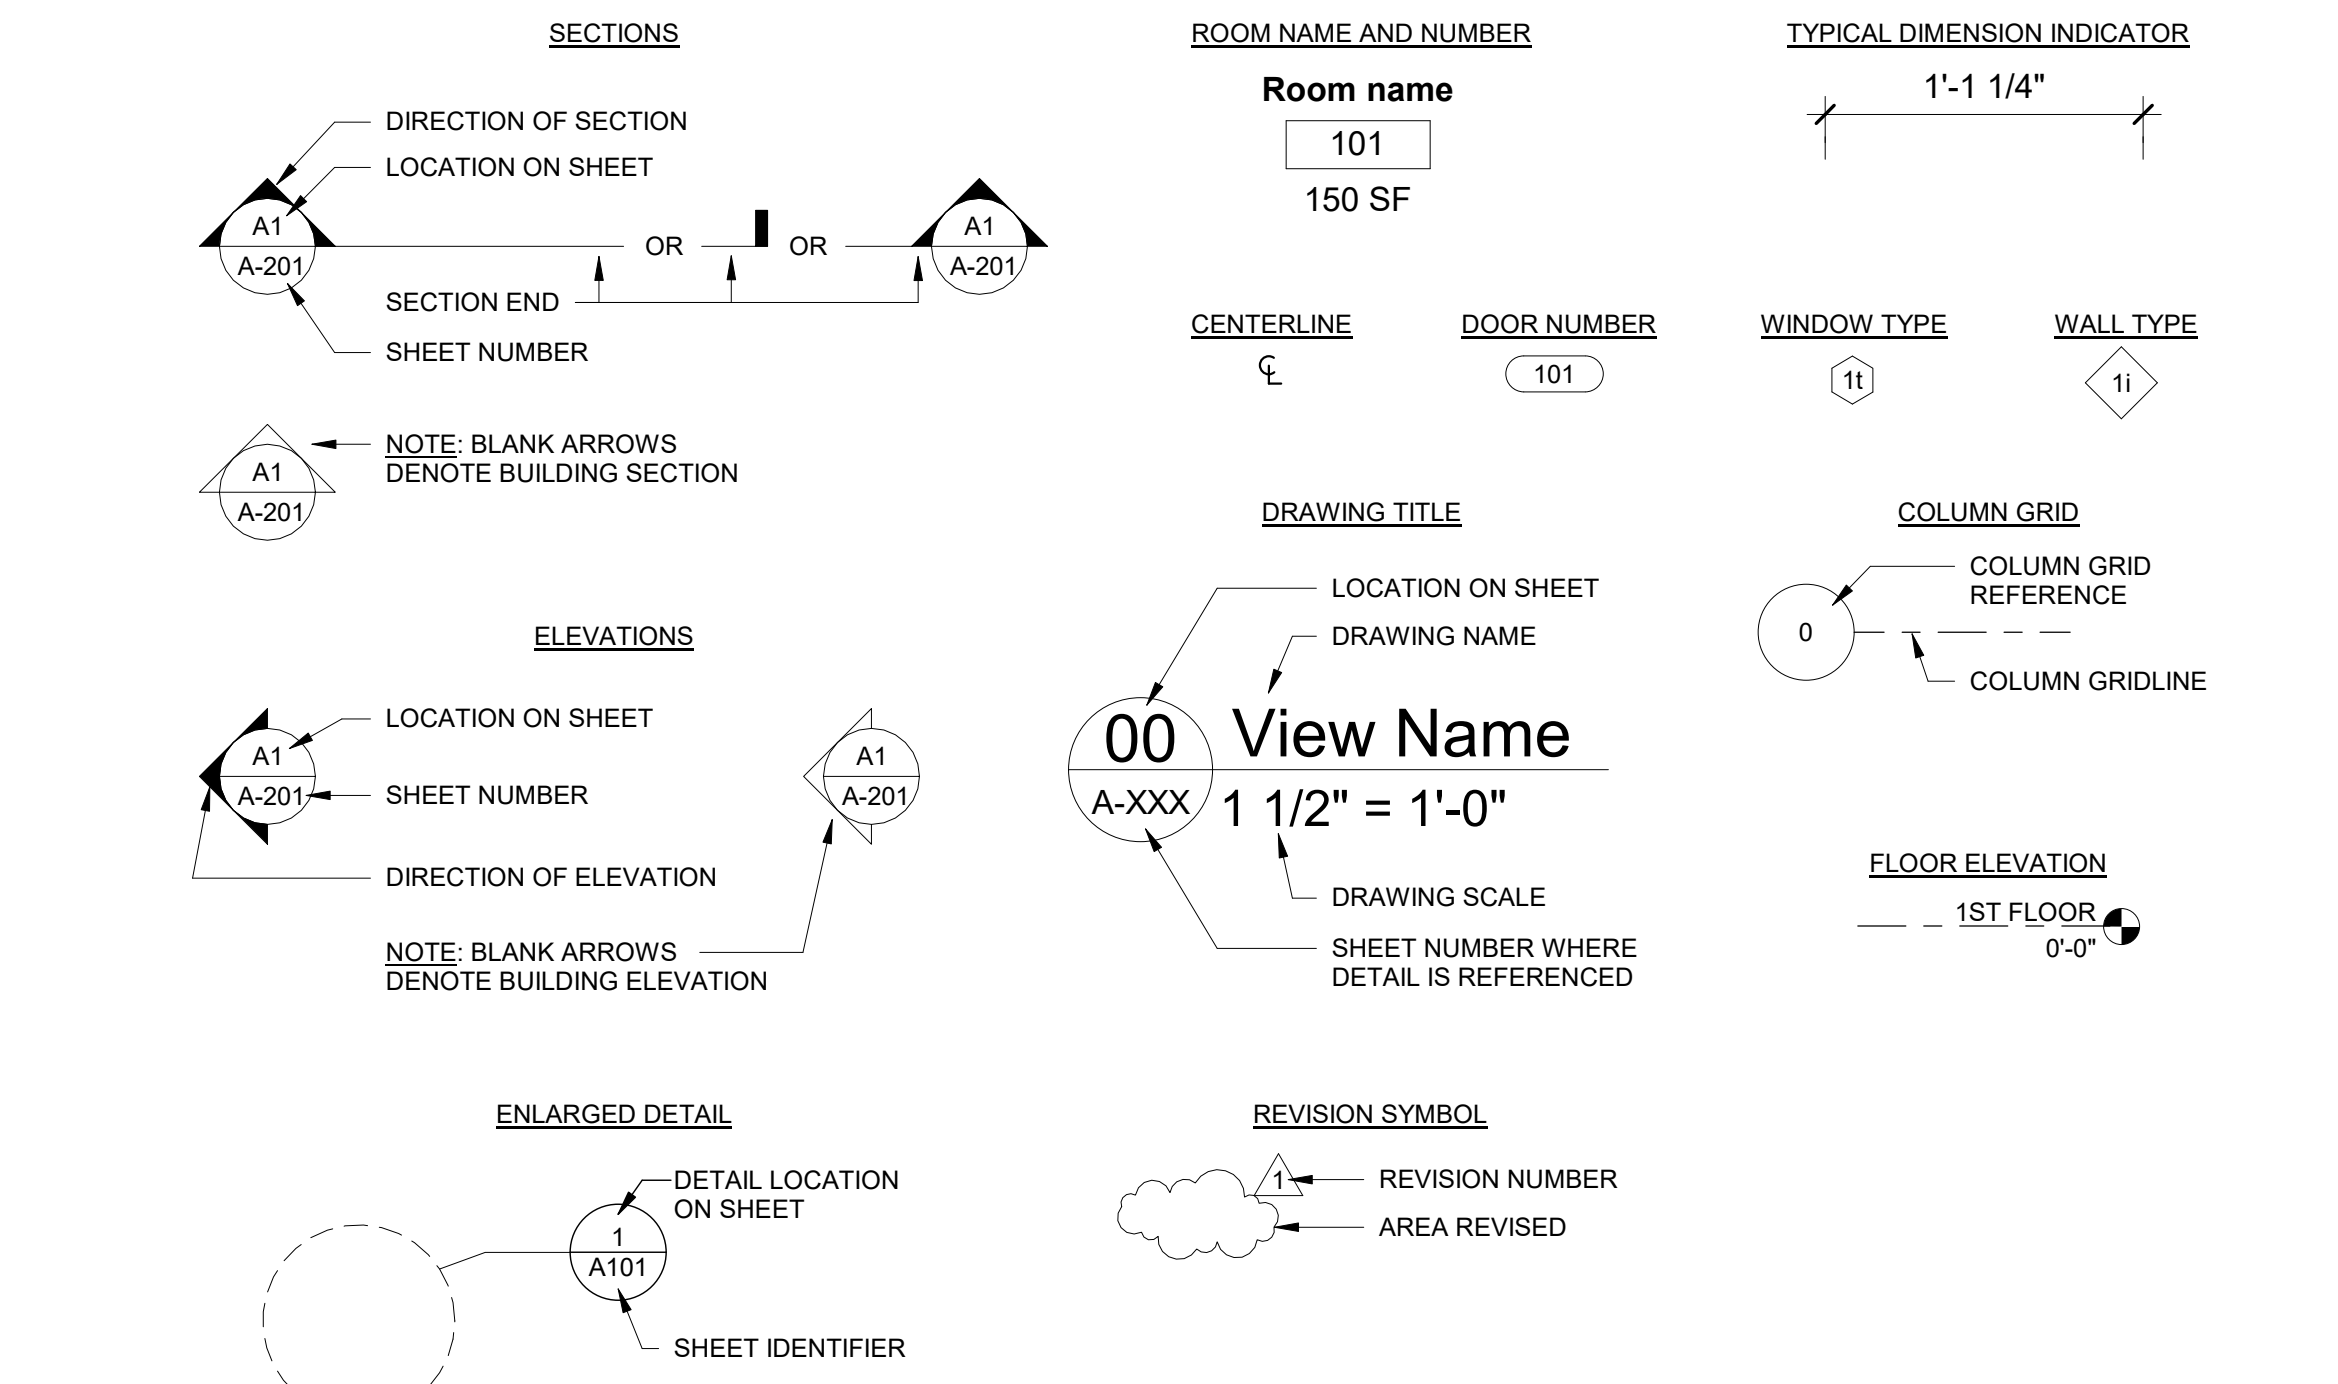 SECTIONS
DIRECTION OF SECTION
LOCATION ON SHEET
A1
A-201
OR
OR
A1
A-201
SECTION END
SHEET NUMBER
A1
A-201
NOTE: BLANK ARROWS
DENOTE BUILDING SECTION
ELEVATIONS
LOCATION ON SHEET
A1
A-201
SHEET NUMBER
DIRECTION OF ELEVATION
A1
A-201
NOTE: BLANK ARROWS
DENOTE BUILDING ELEVATION
ENLARGED DETAIL
DETAIL LOCATION
ON SHEET
1
A101
SHEET IDENTIFIER
ROOM NAME AND NUMBER
Room name
101
150 SF
TYPICAL DIMENSION INDICATOR
1'-1 1/4"
CENTERLINE
℄
DOOR NUMBER
101
WINDOW TYPE
1t
WALL TYPE
1i
DRAWING TITLE
LOCATION ON SHEET
DRAWING NAME
00
View Name
A-XXX
1 1/2" = 1'-0"
DRAWING SCALE
SHEET NUMBER WHERE
DETAIL IS REFERENCED
COLUMN GRID
COLUMN GRID
REFERENCE
0
COLUMN GRIDLINE
FLOOR ELEVATION
1ST FLOOR
0'-0"
REVISION SYMBOL
1
REVISION NUMBER
AREA REVISED